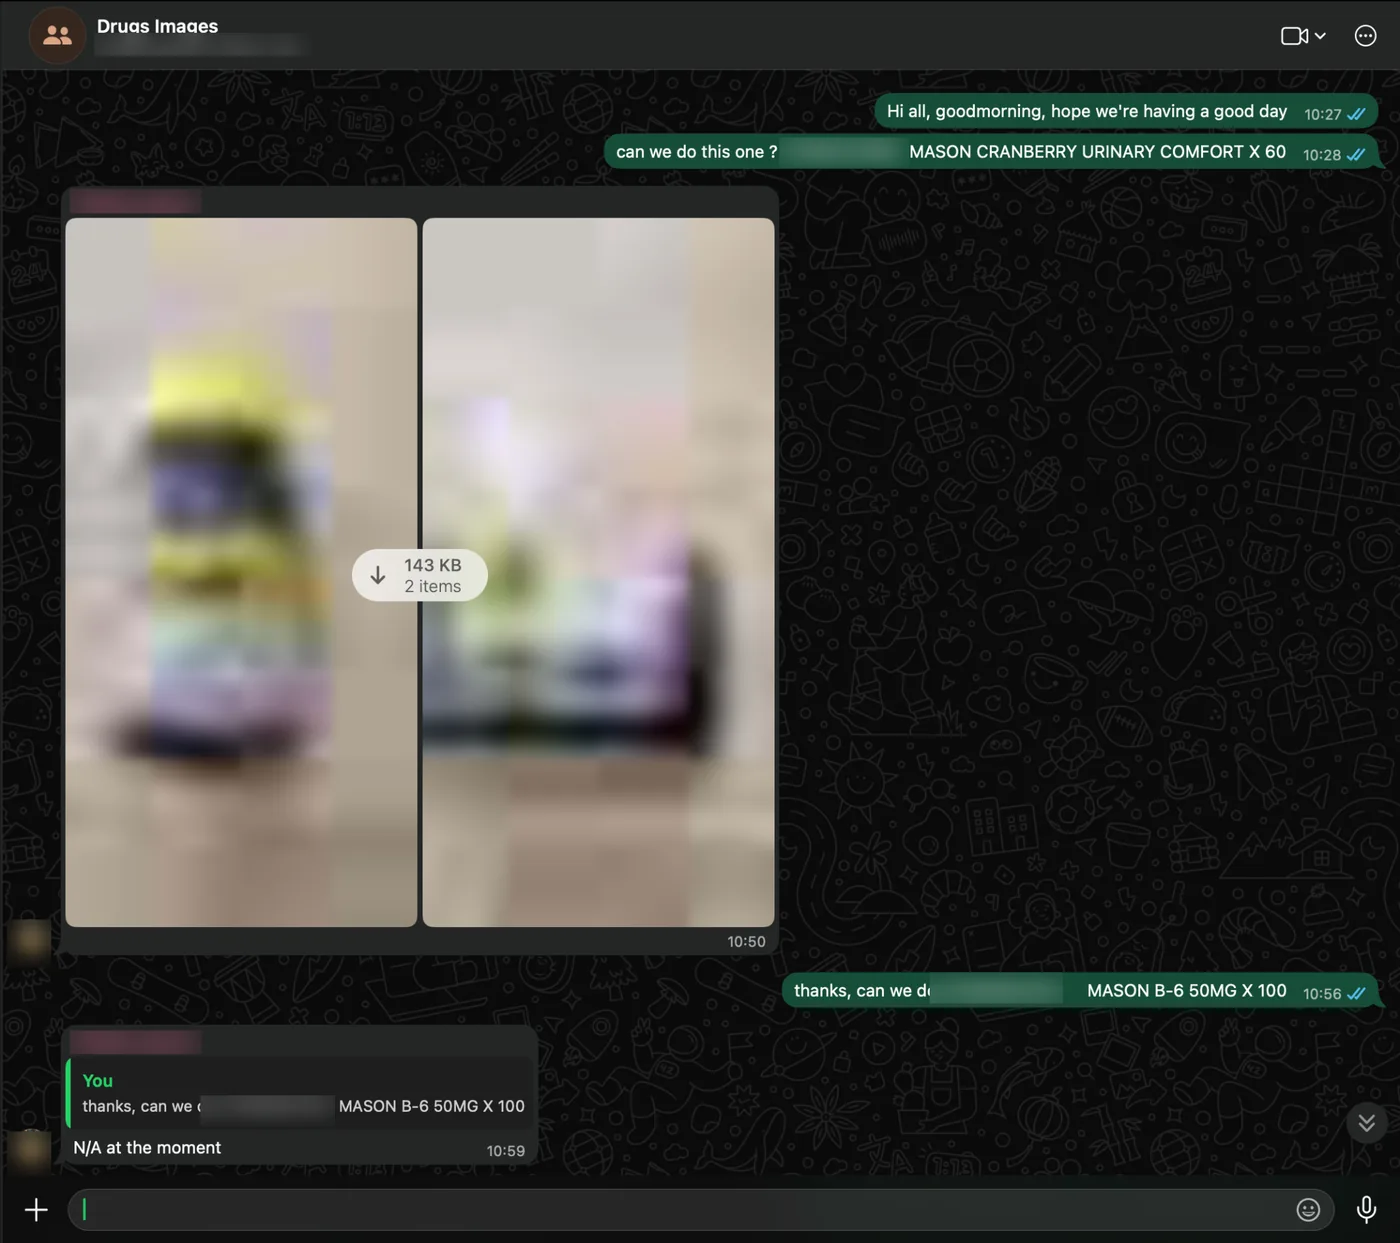 Drugs Images
Hi all, goodmorning, hope we're having a good day 10:27
can we do this one ? MASON CRANBERRY URINARY COMFORT X 60 10:28
143 KB
2 items
10:50
thanks, can we do MASON B-6 50MG X 100 10:56
You
thanks, can we MASON B-6 50MG X 100
N/A at the moment 10:59